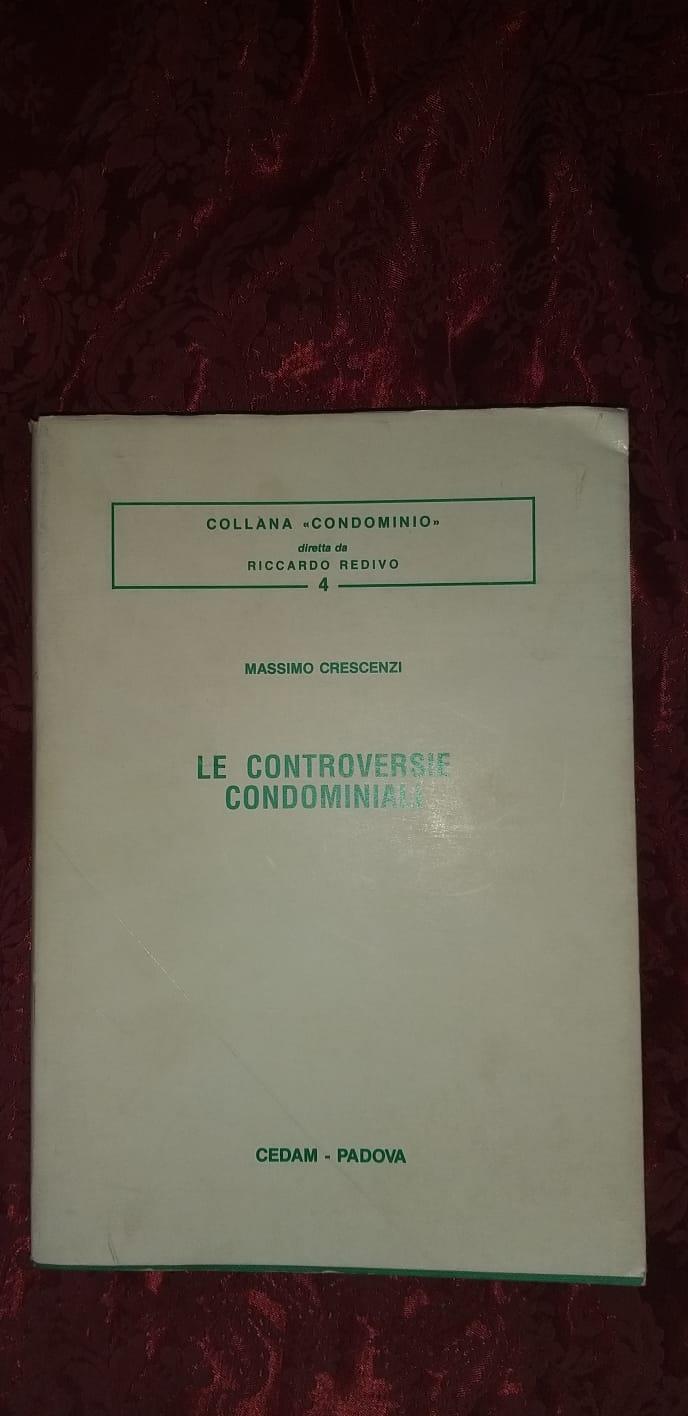 COLLANA «CONDOMINIO»
diretta da
RICCARDO REDIVO
4
MASSIMO CRESCENZI
LE CONTROVERSIE
CONDOMINIALI
CEDAM - PADOVA